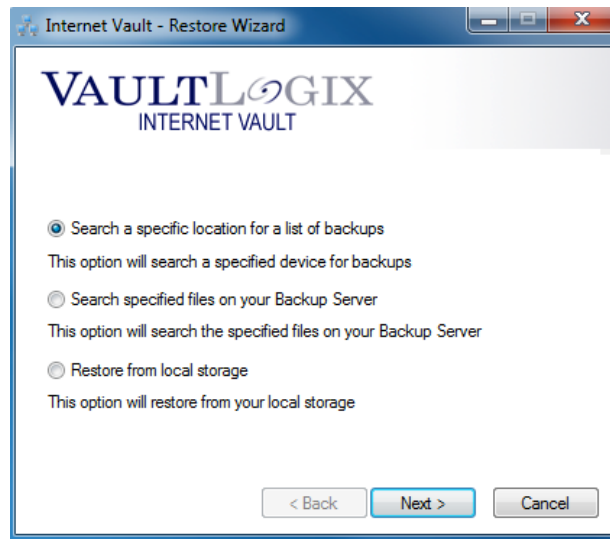 Internet Vault - Restore Wizard
VAULTLOGIX
INTERNET VAULT
Search a specific location for a list of backups
This option will search a specified device for backups
Search specified files on your Backup Server
This option will search the specified files on your Backup Server
Restore from local storage
This option will restore from your local storage
< Back Next > Cancel